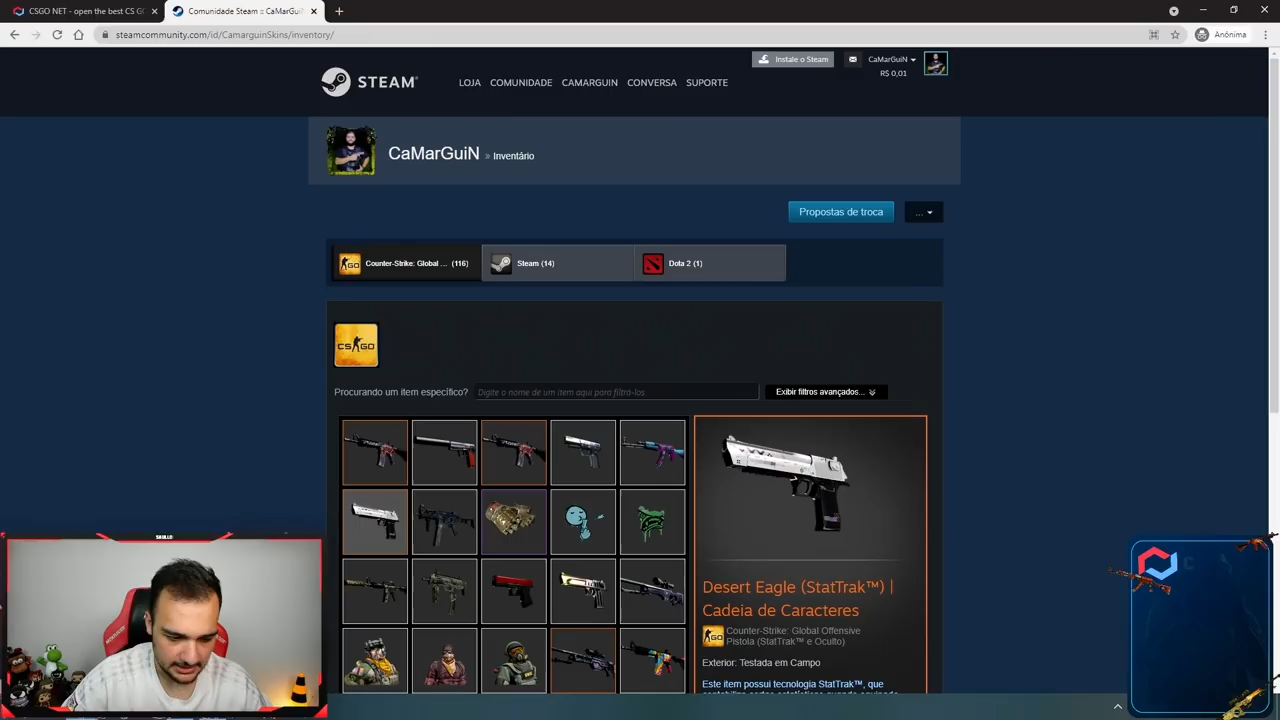 CSGO NET - open the best CS G
Comunidade Steam :: CaMarGuiN
steamcommunity.com/id/CamarguinSkins/inventory/
Anônima
Instale o Steam
CaMarGuiN
R$ 0,01
STEAM
LOJA COMUNIDADE CAMARGUIN CONVERSA SUPORTE
CaMarGuiN » Inventário
Propostas de troca
...
Counter-Strike: Global ... (116)
Steam (14)
Dota 2 (1)
CS GO
Procurando um item específico?
Digite o nome de um item aqui para filtrá-los
Exibir filtros avançados...
Desert Eagle (StatTrak™) |
Cadeia de Caracteres
Counter-Strike: Global Offensive
Pistola (StatTrak™ e Oculto)
Exterior: Testada em Campo
Este item possui tecnologia StatTrak™, que
SKULLO